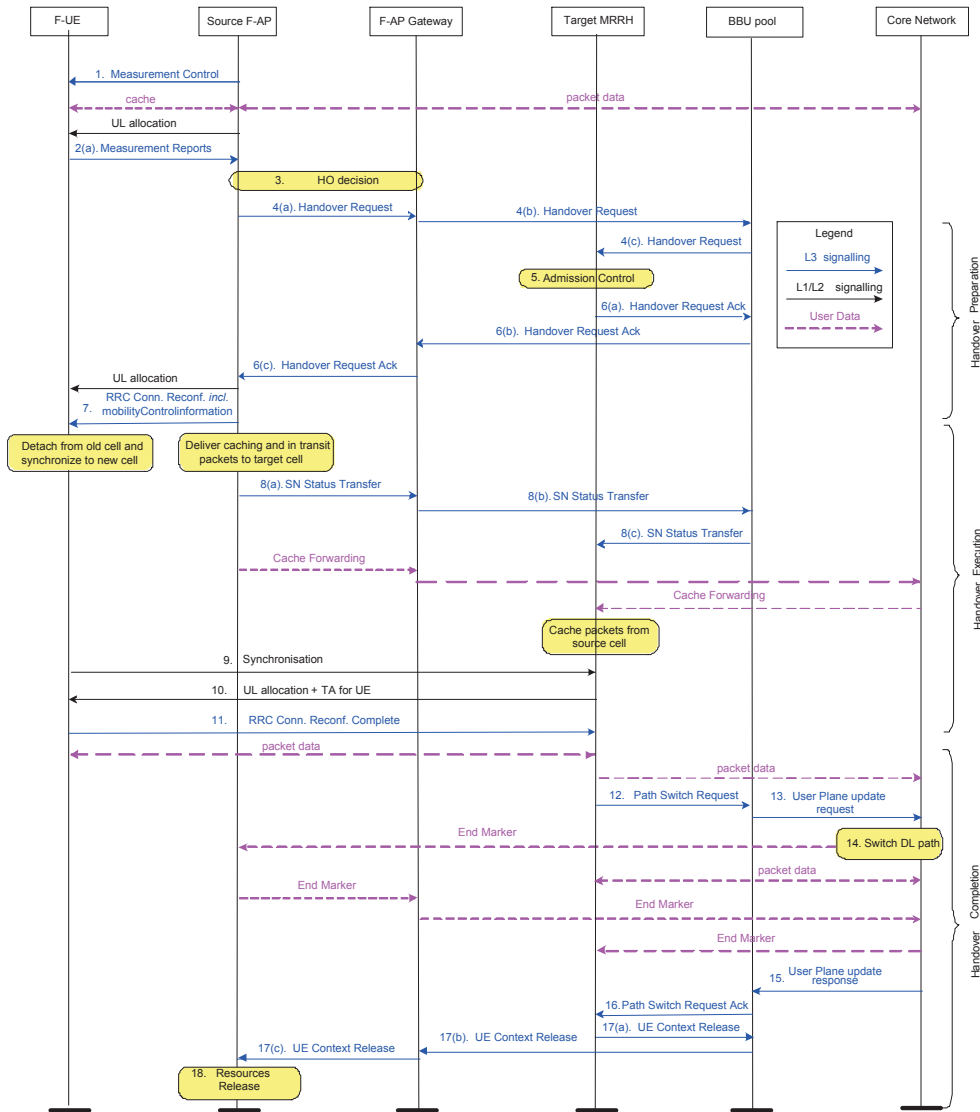 F-UE
Source F-AP
F-AP Gateway
Target MRRH
BBU pool
Core Network
1. Measurement Control
cache
packet data
UL allocation
2(a). Measurement Reports
3. HO decision
4(a). Handover Request
4(b). Handover Request
4(c). Handover Request
Legend
L3 signalling
L1/L2 signalling
User Data
5. Admission Control
6(a). Handover Request Ack
6(b). Handover Request Ack
6(c). Handover Request Ack
Handover Preparation
UL allocation
7. RRC Conn. Reconf. incl.
mobilityControlinformation
Detach from old cell and
synchronize to new cell
Deliver caching and in transit
packets to target cell
8(a). SN Status Transfer
8(b). SN Status Transfer
8(c). SN Status Transfer
Cache Forwarding
Cache Forwarding
Handover Execution
Cache packets from
source cell
9. Synchronisation
10. UL allocation + TA for UE
11. RRC Conn. Reconf. Complete
packet data
packet data
12. Path Switch Request
13. User Plane update
request
End Marker
14. Switch DL path
packet data
End Marker
End Marker
End Marker
Handover Completion
15. User Plane update
response
16. Path Switch Request Ack
17(a). UE Context Release
17(b). UE Context Release
17(c). UE Context Release
18. Resources
Release